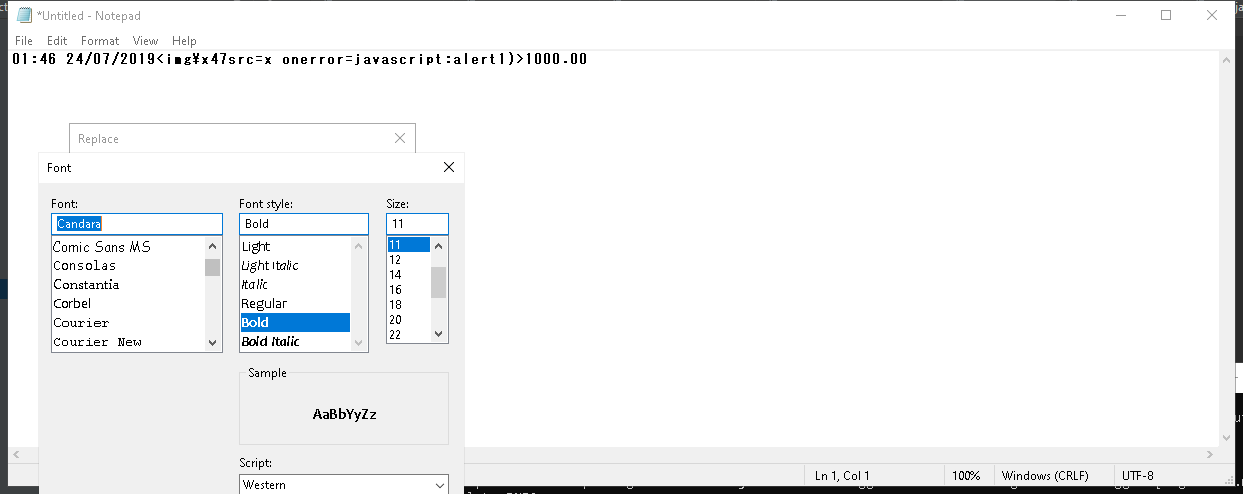 *Untitled - Notepad
File Edit Format View Help
01:46 24/07/2019<img¥x47src=x onerror=javascript:alert1)>1000.00
Replace
Font
Font: Font style: Size:
Candara Bold 11
Comic Sans MS Light 11
Consolas Light Italic 12
Constantia Italic 14
Corbel Regular 16
Courier Bold 18
Courier New Bold Italic 20
22
Sample
AaBbYyZz
Script:
Western
Ln 1, Col 1 100% Windows (CRLF) UTF-8